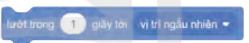 lướt trong 1 giây tới vị trí ngẫu nhiên